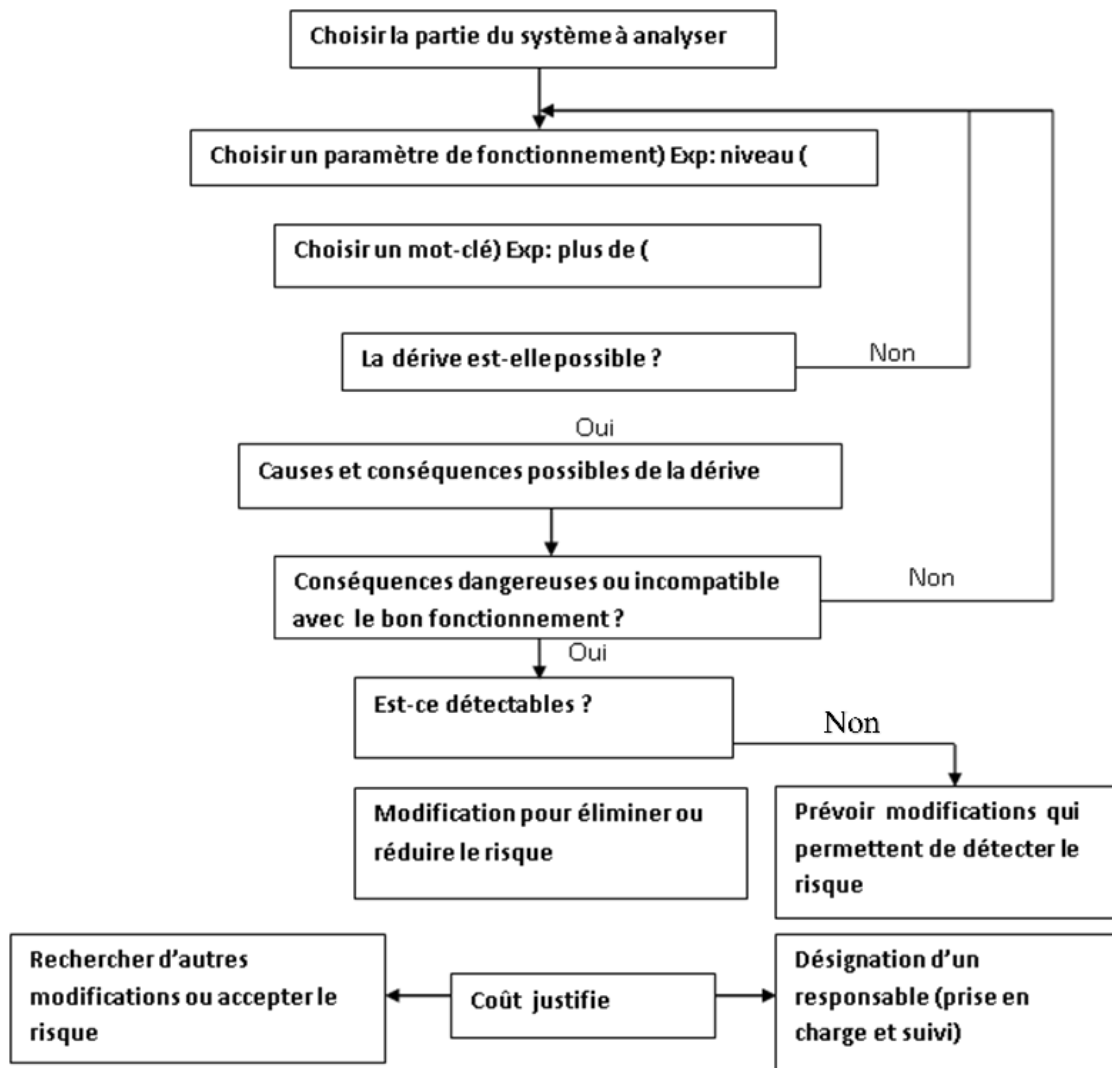 Choisir la partie du système à analyser
Choisir un paramètre de fonctionnement) Exp: niveau (
Choisir un mot-clé) Exp: plus de (
La dérive est-elle possible ?
Non
Oui
Causes et conséquences possibles de la dérive
Conséquences dangereuses ou incompatible
avec le bon fonctionnement ?
Non
Oui
Est-ce détectables ?
Non
Modification pour éliminer ou
réduire le risque
Prévoir modifications qui
permettent de détecter le
risque
Rechercher d'autres
modifications ou accepter le
risque
Coût justifie
Désignation d'un
responsable (prise en
charge et suivi)